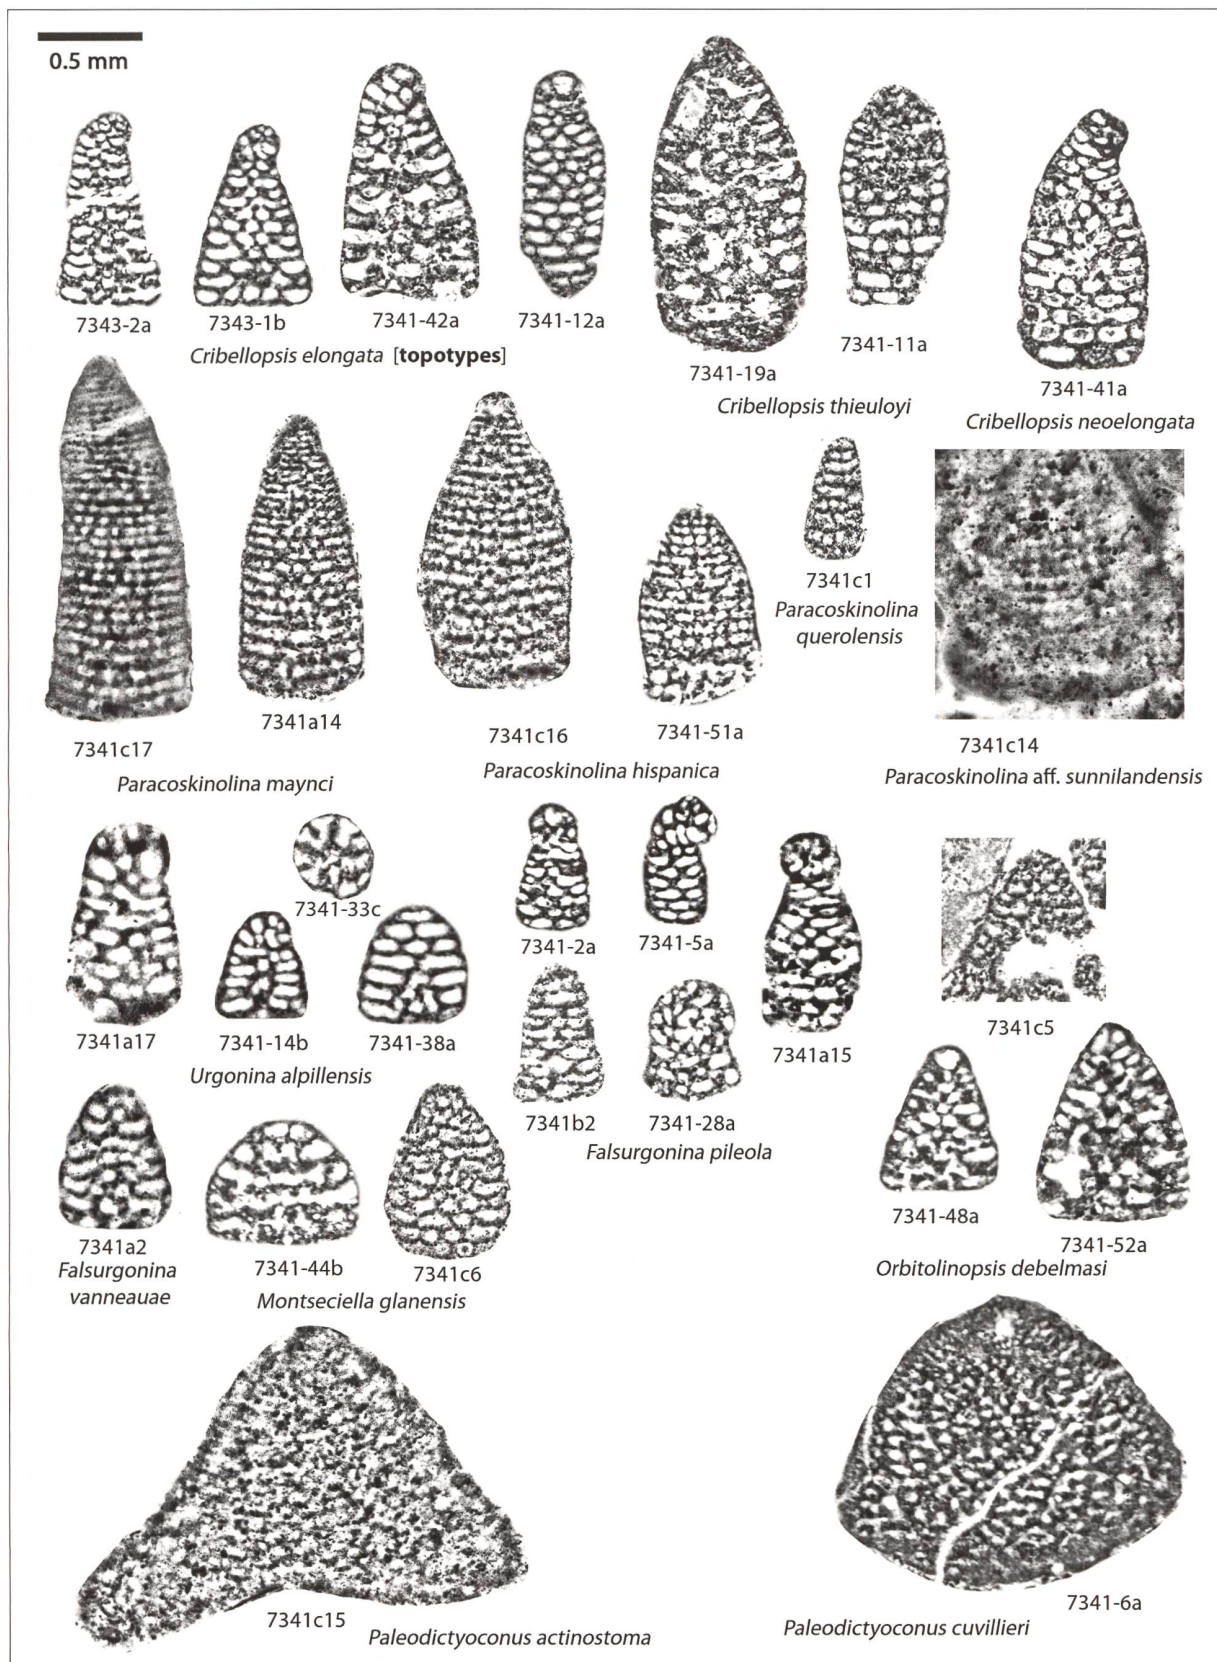 0.5 mm
7343-2a
7343-1b
7341-42a
7341-12a
Cribellopsis elongata [topotypes]
7341-19a
7341-11a
Cribellopsis thieuloyi
7341-41a
Cribellopsis neoelongata
7341c17
7341a14
Paracoskinolina maynci
7341c16
7341-51a
Paracoskinolina hispanica
7341c1
Paracoskinolina
querolensis
7341c14
Paracoskinolina aff. sunnilandensis
7341a17
7341-33c
7341-14b
7341-38a
Urgonina alpillensis
7341-2a
7341-5a
7341a15
7341b2
7341-28a
Falsurgonina pileola
7341c5
7341-48a
7341-52a
Orbitolinopsis debelmasi
7341a2
Falsurgonina
vanneauae
7341-44b
7341c6
Montseciella glanensis
7341c15
Paleodictyoconus actinostoma
7341-6a
Paleodictyoconus cuvillieri